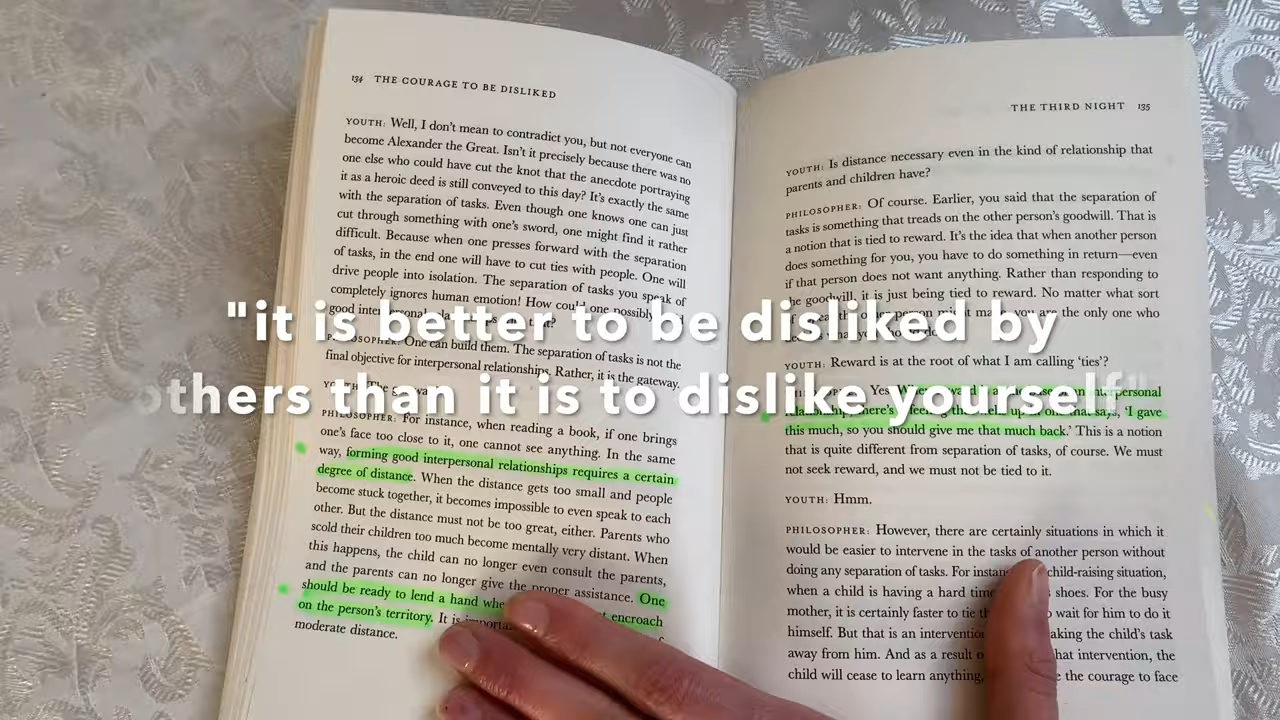 134 THE COURAGE TO BE DISLIKED
YOUTH: Well, I don't mean to contradict you, but not everyone can
become Alexander the Great. Isn't it precisely because there was no
one else who could have cut the knot that the anecdote portraying
it as a heroic deed is still conveyed to this day? It's exactly the same
with the separation of tasks. Even though one knows one can just
cut through something with one's sword, one might find it rather
difficult. Because when one presses forward with the separation
of tasks, in the end one will have to cut ties with people. One will
drive people into isolation. The separation of tasks you speak of
completely ignores human emotion! How could one possibly
good
PHILOSOPHER: One can build them. The separation of tasks is not the
final objective for interpersonal relationships. Rather, it is the gateway.
PHILOSOPHER: For instance, when reading a book, if one brings
one's face too close to it, one cannot see anything. In the same
way, forming good interpersonal relationships requires a certain
degree of distance. When the distance gets too small and people
become stuck together, it becomes impossible to even speak to each
other. But the distance must not be too great, either. Parents who
scold their children too much become mentally very distant. When
this happens, the child can no longer even consult the parents,
and the parents can no longer give the proper assistance. One
should be ready to lend a hand encroach
on the person's territory. It is
moderate distance.
THE THIRD NIGHT 135
YOUTH: Is distance necessary even in the kind of relationship that
parents and children have?
PHILOSOPHER: Of course. Earlier, you said that the separation of
tasks is something that treads on the other person's goodwill. That is
a notion that is tied to reward. It's the idea that when another person
does something for you, you have to do something in return—even
if that person does not want anything. Rather than responding to
the goodwill, it is just being tied to reward. No matter what sort
you are the only one who
YOUTH: Reward is at the root of what I am calling 'ties'?
Yes. interpersonal
says, 'I gave
this much, so you should give me that much back.' This is a notion
that is quite different from separation of tasks, of course. We must
not seek reward, and we must not be tied to it.
YOUTH: Hmm.
PHILOSOPHER: However, there are certainly situations in which it
would be easier to intervene in the tasks of another person without
doing any separation of tasks. For child-raising situation,
when a child is having a hard shoes. For the busy
mother, it is certainly faster to wait for him to do it
himself. But that is an child's task
away from him. And as a result intervention, the
child will cease to learn anything, the courage to face
"it is better to be disliked by
others than it is to dislike yourself"